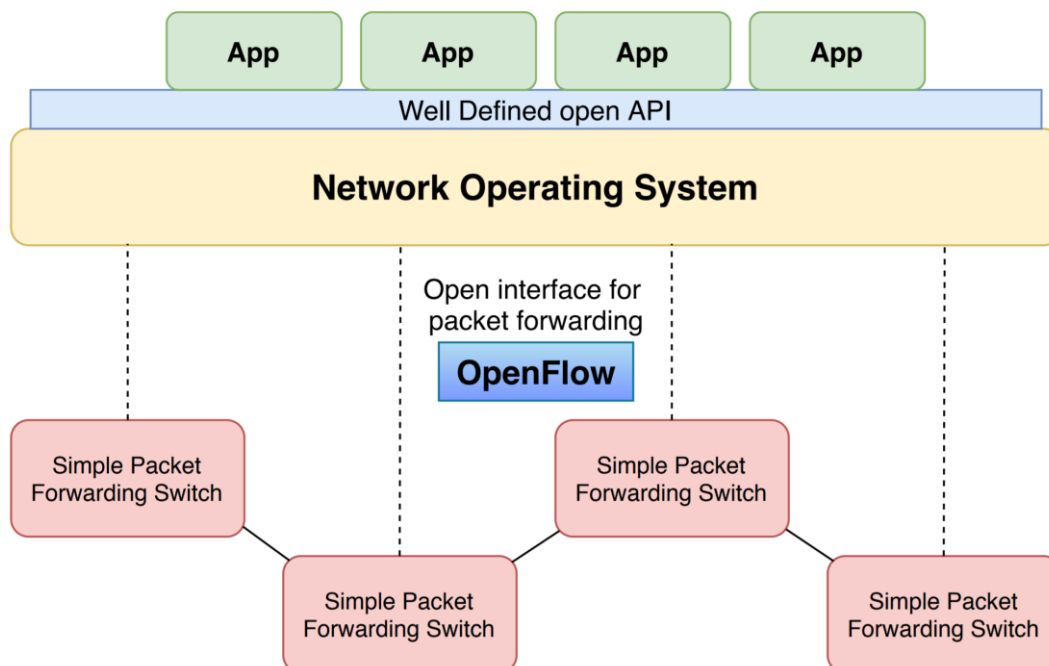 App
App
App
App
Well Defined open API
Network Operating System
Open interface for
packet forwarding
OpenFlow
Simple Packet
Forwarding Switch
Simple Packet
Forwarding Switch
Simple Packet
Forwarding Switch
Simple Packet
Forwarding Switch